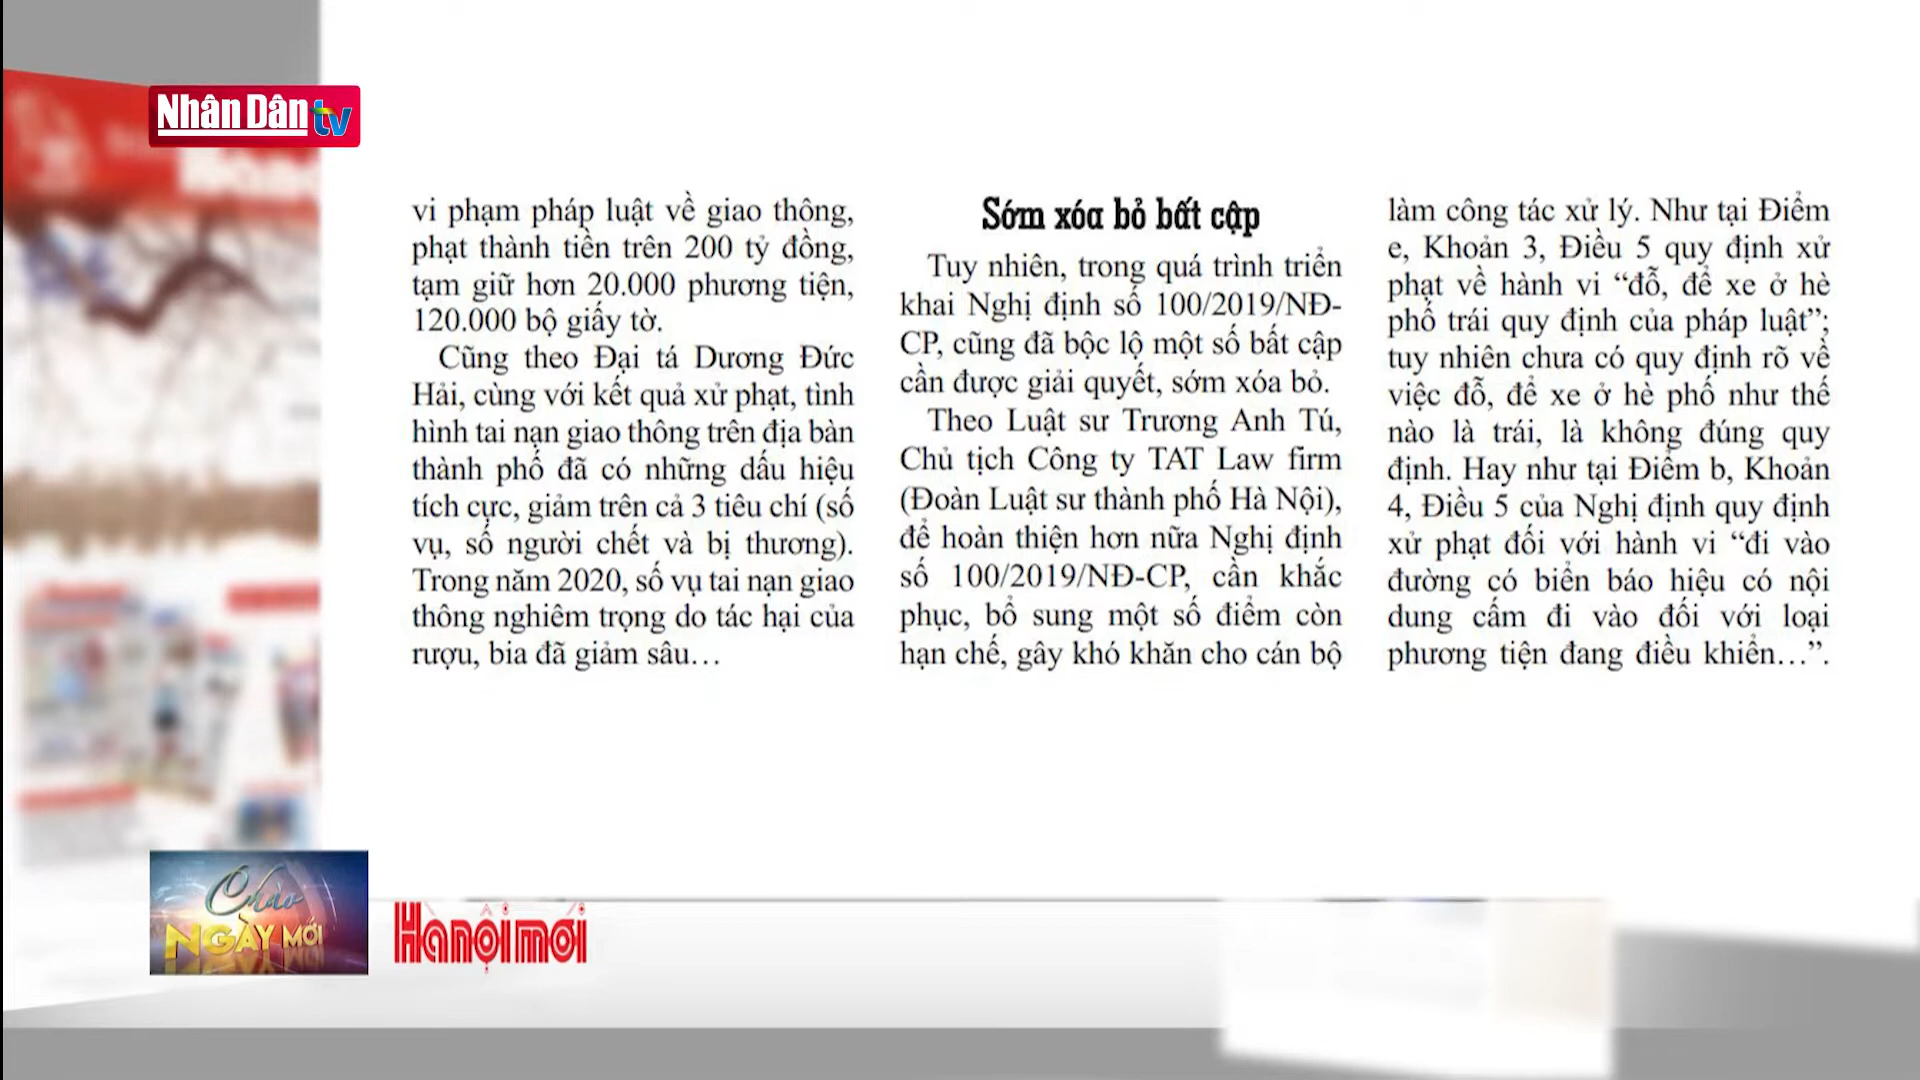 Nhân Dân tv
vi phạm pháp luật về giao thông,
phạt thành tiền trên 200 tỷ đồng,
tạm giữ hơn 20.000 phương tiện,
120.000 bộ giấy tờ.
Cũng theo Đại tá Dương Đức
Hải, cùng với kết quả xử phạt, tình
hình tai nạn giao thông trên địa bàn
thành phố đã có những dấu hiệu
tích cực, giảm trên cả 3 tiêu chí (số
vụ, số người chết và bị thương).
Trong năm 2020, số vụ tai nạn giao
thông nghiêm trọng do tác hại của
rượu, bia đã giảm sâu…
Sớm xóa bỏ bất cập
Tuy nhiên, trong quá trình triển
khai Nghị định số 100/2019/NĐ-
CP, cũng đã bộc lộ một số bất cập
cần được giải quyết, sớm xóa bỏ.
Theo Luật sư Trương Anh Tú,
Chủ tịch Công ty TAT Law firm
(Đoàn Luật sư thành phố Hà Nội),
để hoàn thiện hơn nữa Nghị định
số 100/2019/NĐ-CP, cần khắc
phục, bổ sung một số điểm còn
hạn chế, gây khó khăn cho cán bộ
làm công tác xử lý. Như tại Điểm
e, Khoản 3, Điều 5 quy định xử
phạt về hành vi “đỗ, để xe ở hè
phố trái quy định của pháp luật”;
tuy nhiên chưa có quy định rõ về
việc đỗ, để xe ở hè phố như thế
nào là trái, là không đúng quy
định. Hay như tại Điểm b, Khoản
4, Điều 5 của Nghị định quy định
xử phạt đối với hành vi “đi vào
đường có biển báo hiệu có nội
dung cấm đi vào đối với loại
phương tiện đang điều khiển…”.
Chào
NGÀY MỚI
Hànộimới